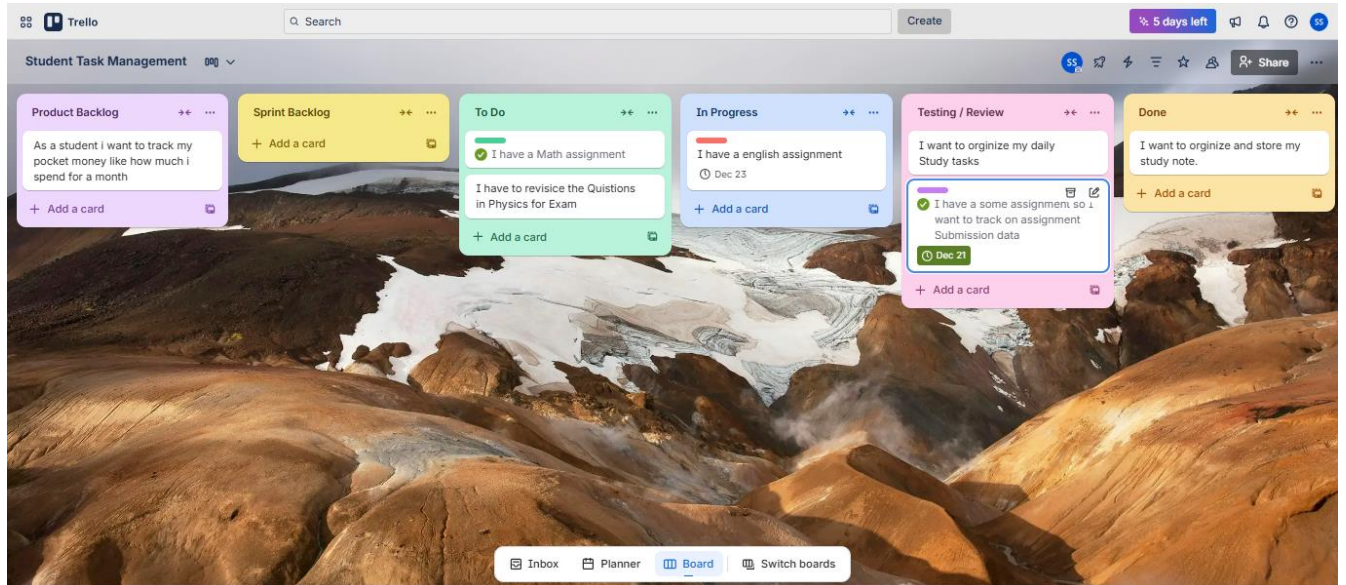 Trello
Search
Create
5 days left
SS
Student Task Management
SS
Share
Product Backlog
As a student i want to track my
pocket money like how much i
spend for a month
Add a card
Sprint Backlog
Add a card
To Do
I have a Math assignment
I have to revisice the Quistions
in Physics for Exam
Add a card
In Progress
I have a english assignment
Dec 23
Add a card
Testing / Review
I want to orginize my daily
Study tasks
I have a some assignment so i
want to track on assignment
Submission data
Dec 21
Add a card
Done
I want to orginize and store my
study note.
Add a card
Inbox
Planner
Board
Switch boards